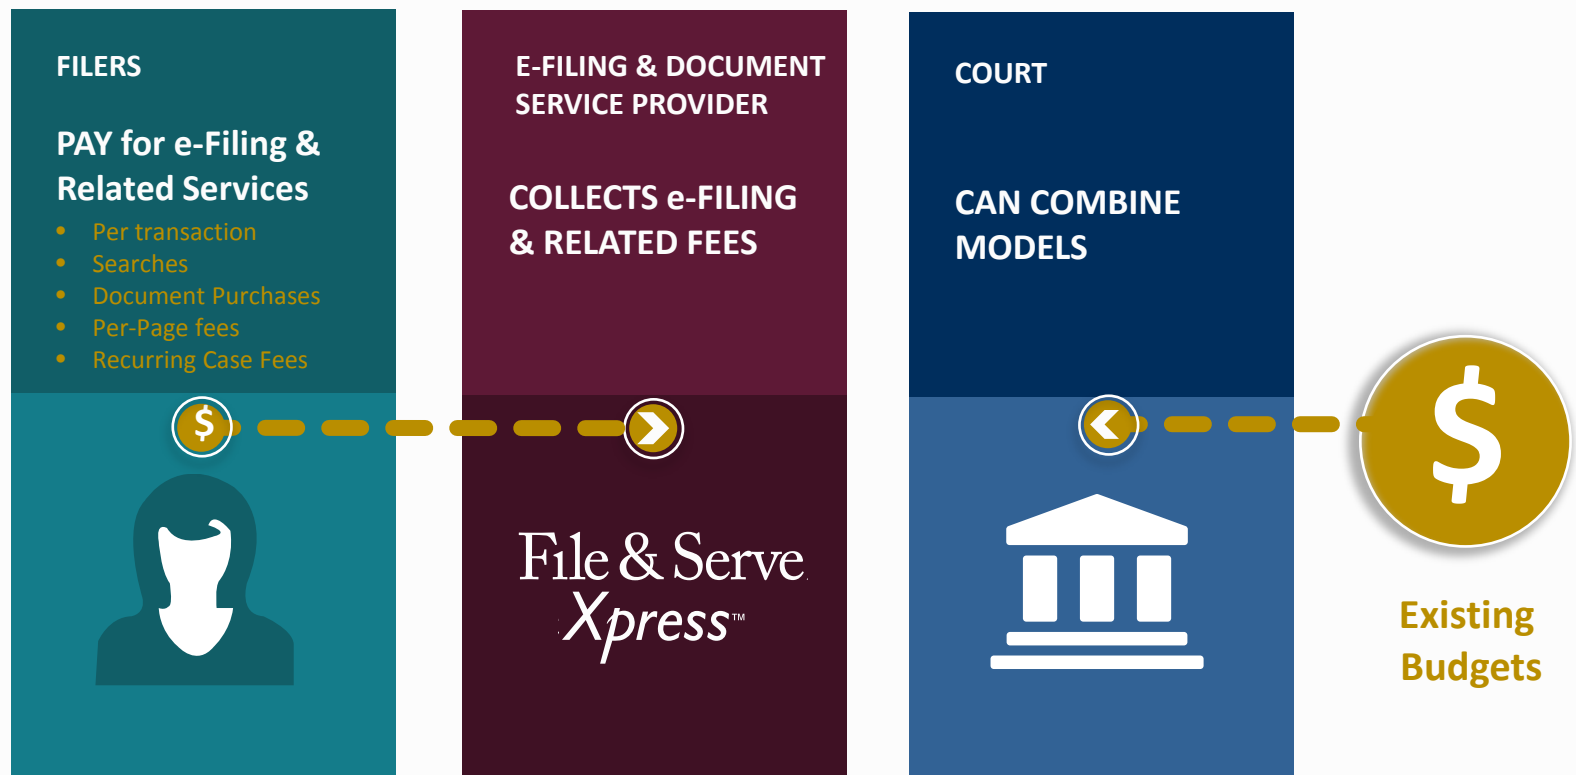 FILERS
PAY for e-Filing &
Related Services
• Per transaction
• Searches
• Document Purchases
• Per-Page fees
• Recurring Case Fees
$
E-FILING & DOCUMENT
SERVICE PROVIDER
COLLECTS e-FILING
& RELATED FEES
File & Serve
Xpress™
COURT
CAN COMBINE
MODELS
$
Existing
Budgets